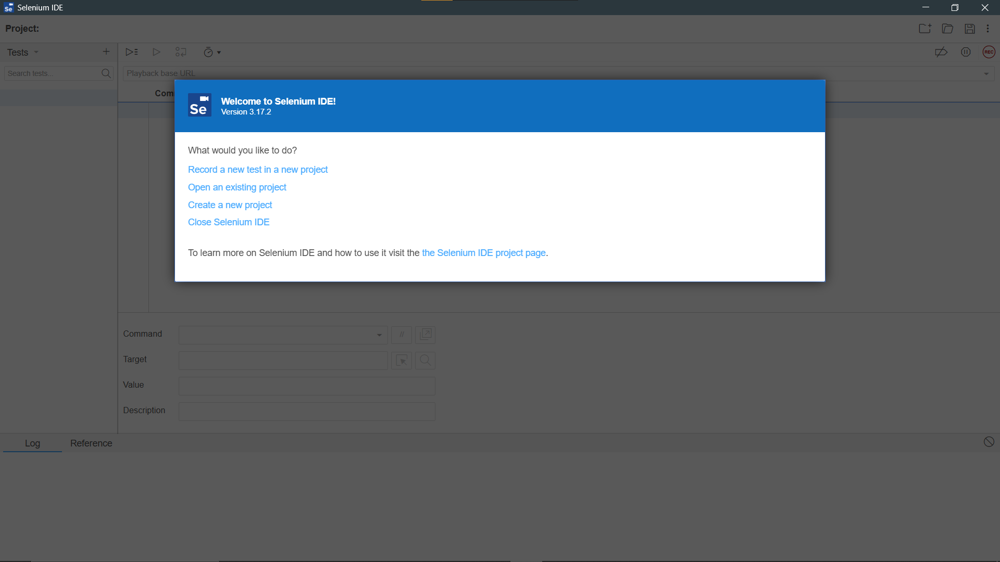 Se Selenium IDE
Project:
Tests
Search tests...
Playback base URL
REC
Com
Se
Welcome to Selenium IDE!
Version 3.17.2
What would you like to do?
Record a new test in a new project
Open an existing project
Create a new project
Close Selenium IDE
To learn more on Selenium IDE and how to use it visit the the Selenium IDE project page.
Command
//
Target
Value
Description
Log
Reference